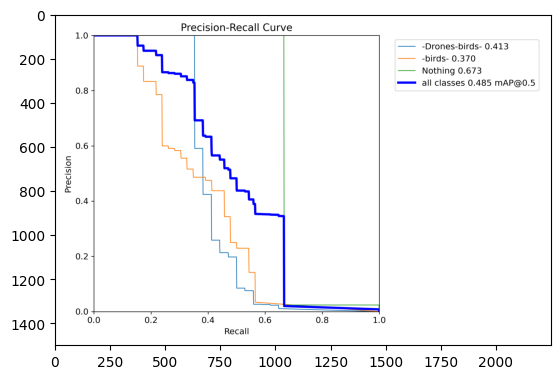 Precision-Recall Curve
-Drones-birds- 0.413
-birds- 0.370
Nothing 0.673
all classes 0.485 mAP@0.5
Precision
1.0
0.8
0.6
0.4
0.2
0.0
0.0 0.2 0.4 0.6 0.8 1.0
Recall
0
200
400
600
800
1000
1200
1400
0 250 500 750 1000 1250 1500 1750 2000